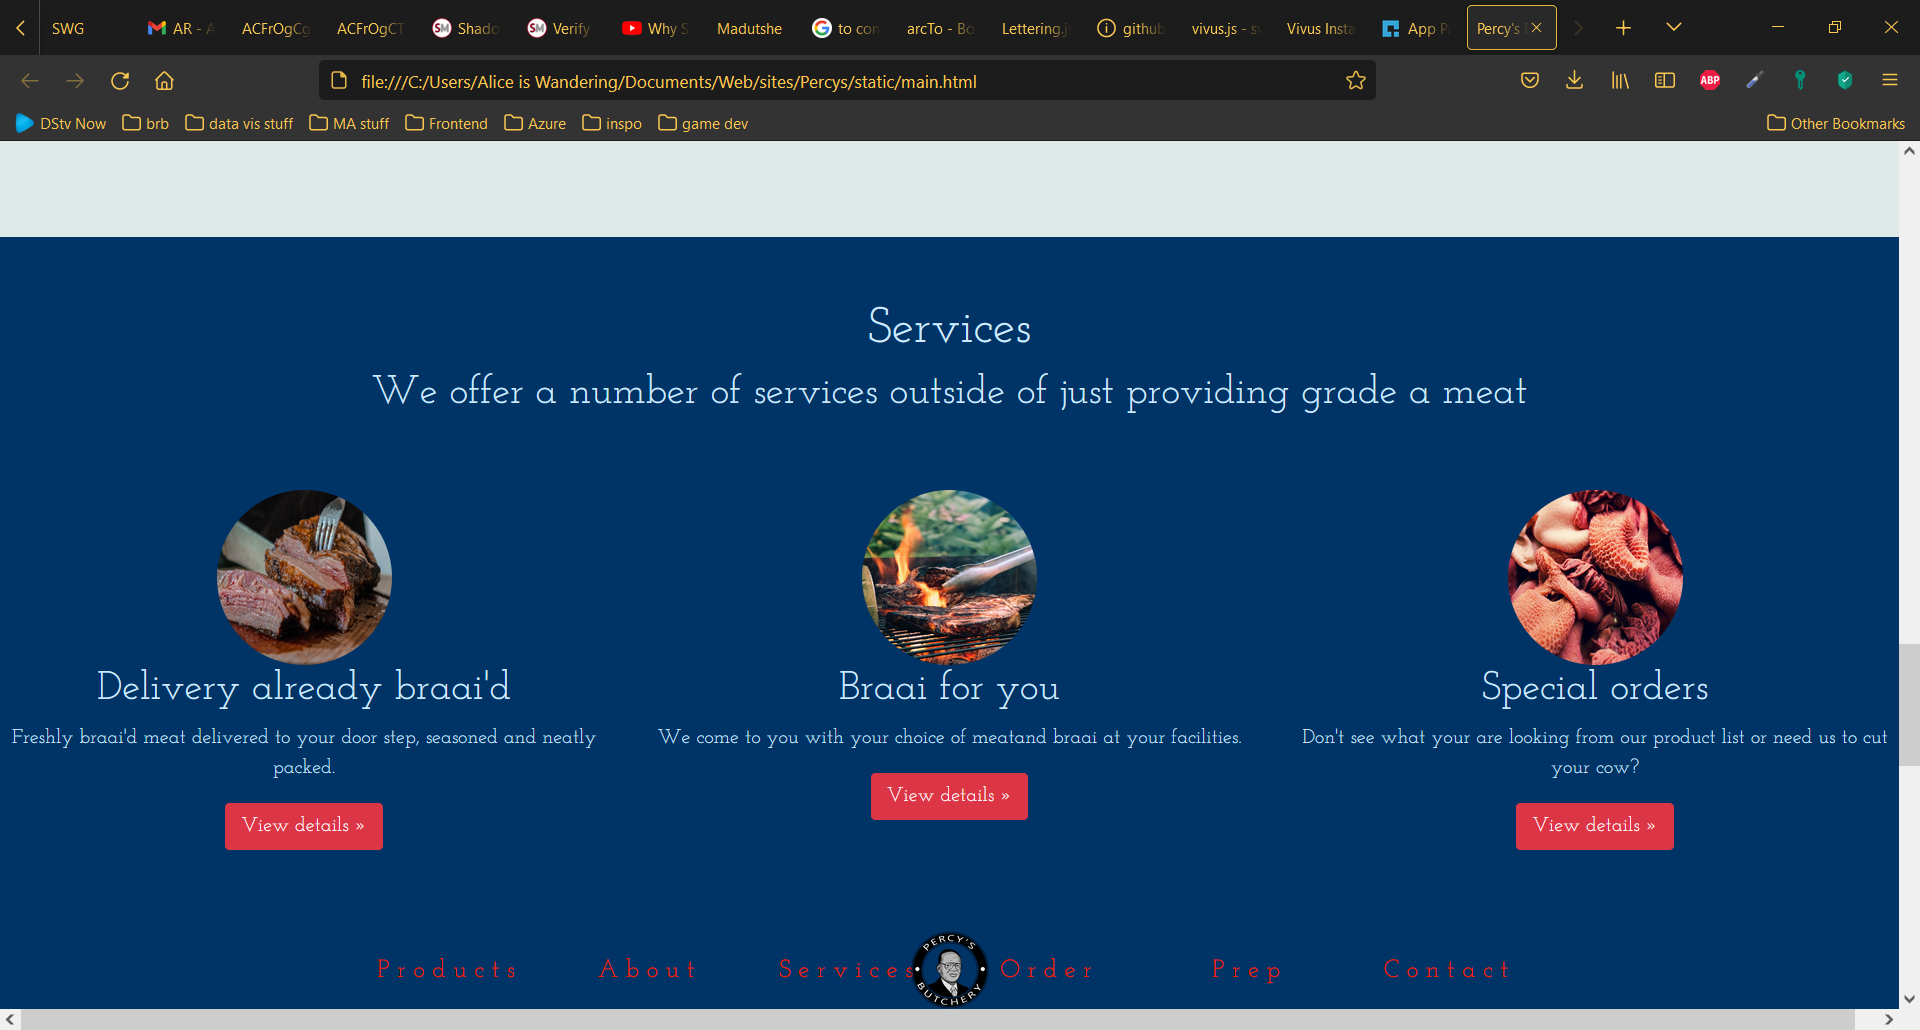 SWG
AR - A
ACFrOgCg
ACFrOgCT
SM Shado
SM Verify
Why S
Madutshe
to con
arcTo - Bo
Lettering.j
github
vivus.js - s
Vivus Insta
App P
Percy's
file:///C:/Users/Alice is Wandering/Documents/Web/sites/Percys/static/main.html
ABP
DStv Now
brb
data vis stuff
MA stuff
Frontend
Azure
inspo
game dev
Other Bookmarks
Services
We offer a number of services outside of just providing grade a meat
Delivery already braai'd
Freshly braai'd meat delivered to your door step, seasoned and neatly
packed.
View details »
Braai for you
We come to you with your choice of meatand braai at your facilities.
View details »
Special orders
Don't see what your are looking from our product list or need us to cut
your cow?
View details »
Products
About
Services
PERCY'S
BUTCHERY
Order
Prep
Contact